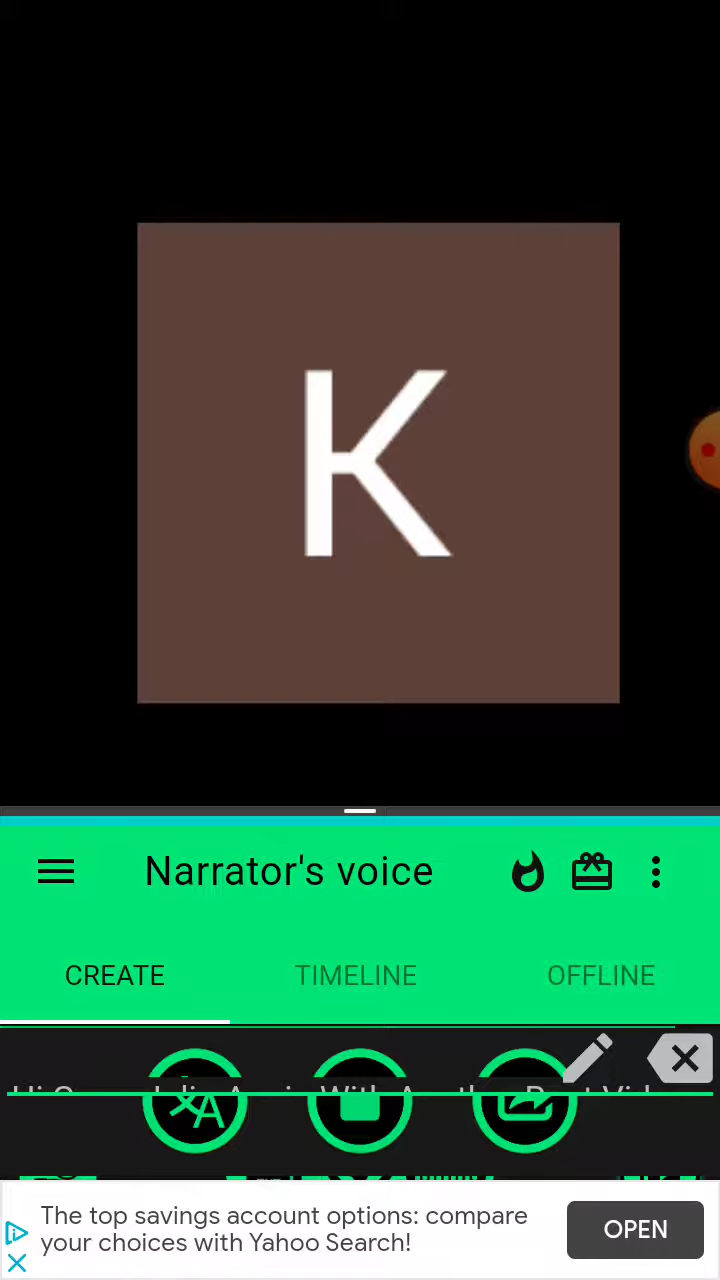 K
Narrator's voice
CREATE TIMELINE OFFLINE
The top savings account options: compare
your choices with Yahoo Search!
OPEN